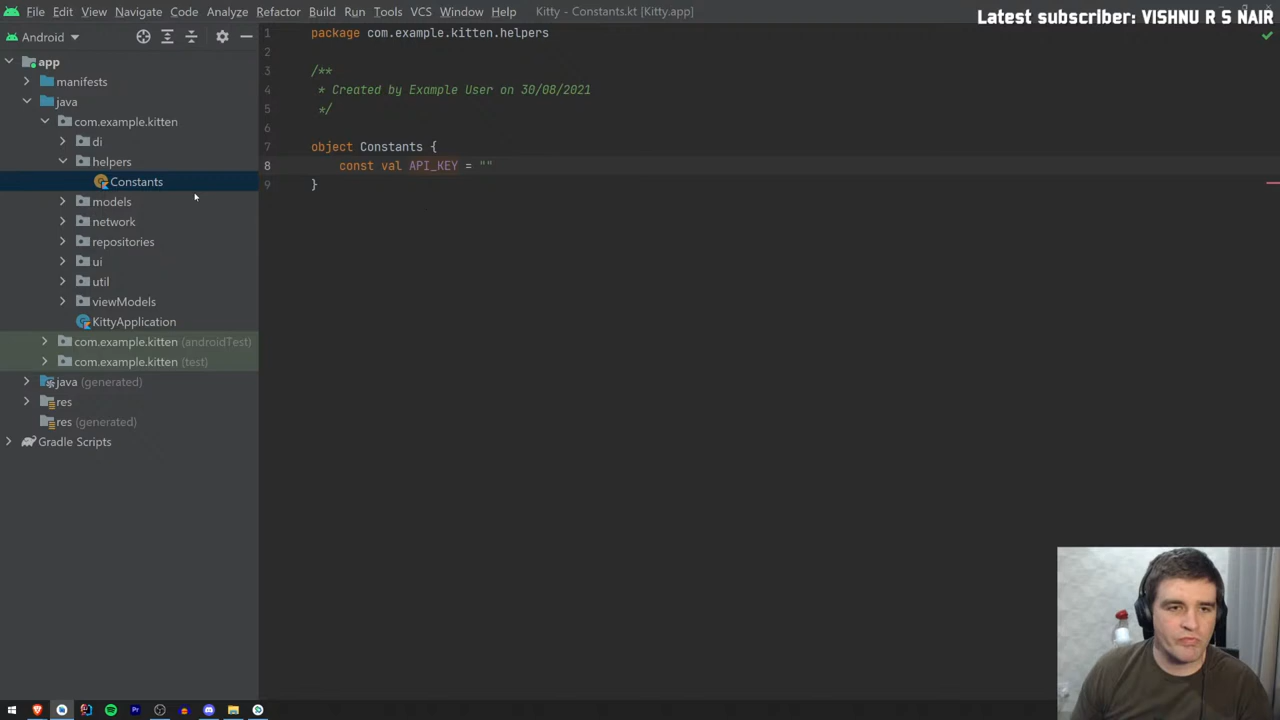 File Edit View Navigate Code Analyze Refactor Build Run Tools VCS Window Help Kitty - Constants.kt [Kitty.app]
Latest subscriber: VISHNU R S NAIR
Android
app
manifests
java
com.example.kitten
di
helpers
Constants
models
network
repositories
ui
util
viewModels
KittyApplication
com.example.kitten (androidTest)
com.example.kitten (test)
java (generated)
res
res (generated)
Gradle Scripts
1 package com.example.kitten.helpers
2
3 /**
4 * Created by Example User on 30/08/2021
5 */
6
7 object Constants {
8 const val API_KEY = ""
9 }